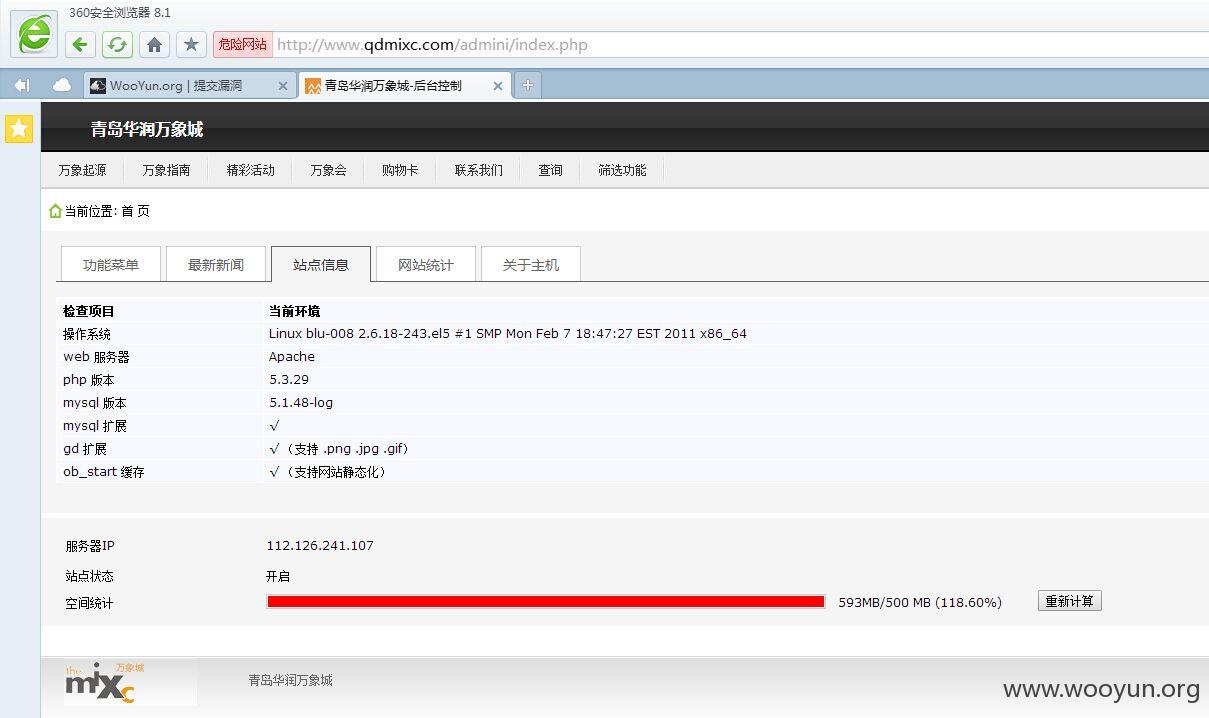 360安全浏览器 8.1
危险网站 http://www.qdmixc.com/admini/index.php
WooYun.org | 提交漏洞 青岛华润万象城-后台控制
青岛华润万象城
万象起源 万象指南 精彩活动 万象会 购物卡 联系我们 查询 筛选功能
当前位置: 首 页
功能菜单 最新新闻 站点信息 网站统计 关于主机
检查项目 当前环境
操作系统 Linux blu-008 2.6.18-243.el5 #1 SMP Mon Feb 7 18:47:27 EST 2011 x86_64
web 服务器 Apache
php 版本 5.3.29
mysql 版本 5.1.48-log
mysql 扩展 √
gd 扩展 √（支持 .png .jpg .gif）
ob_start 缓存 √（支持网站静态化）
服务器IP 112.126.241.107
站点状态 开启
空间统计 593MB/500 MB (118.60%) 重新计算
the mixc 万象城
青岛华润万象城
www.wooyun.org